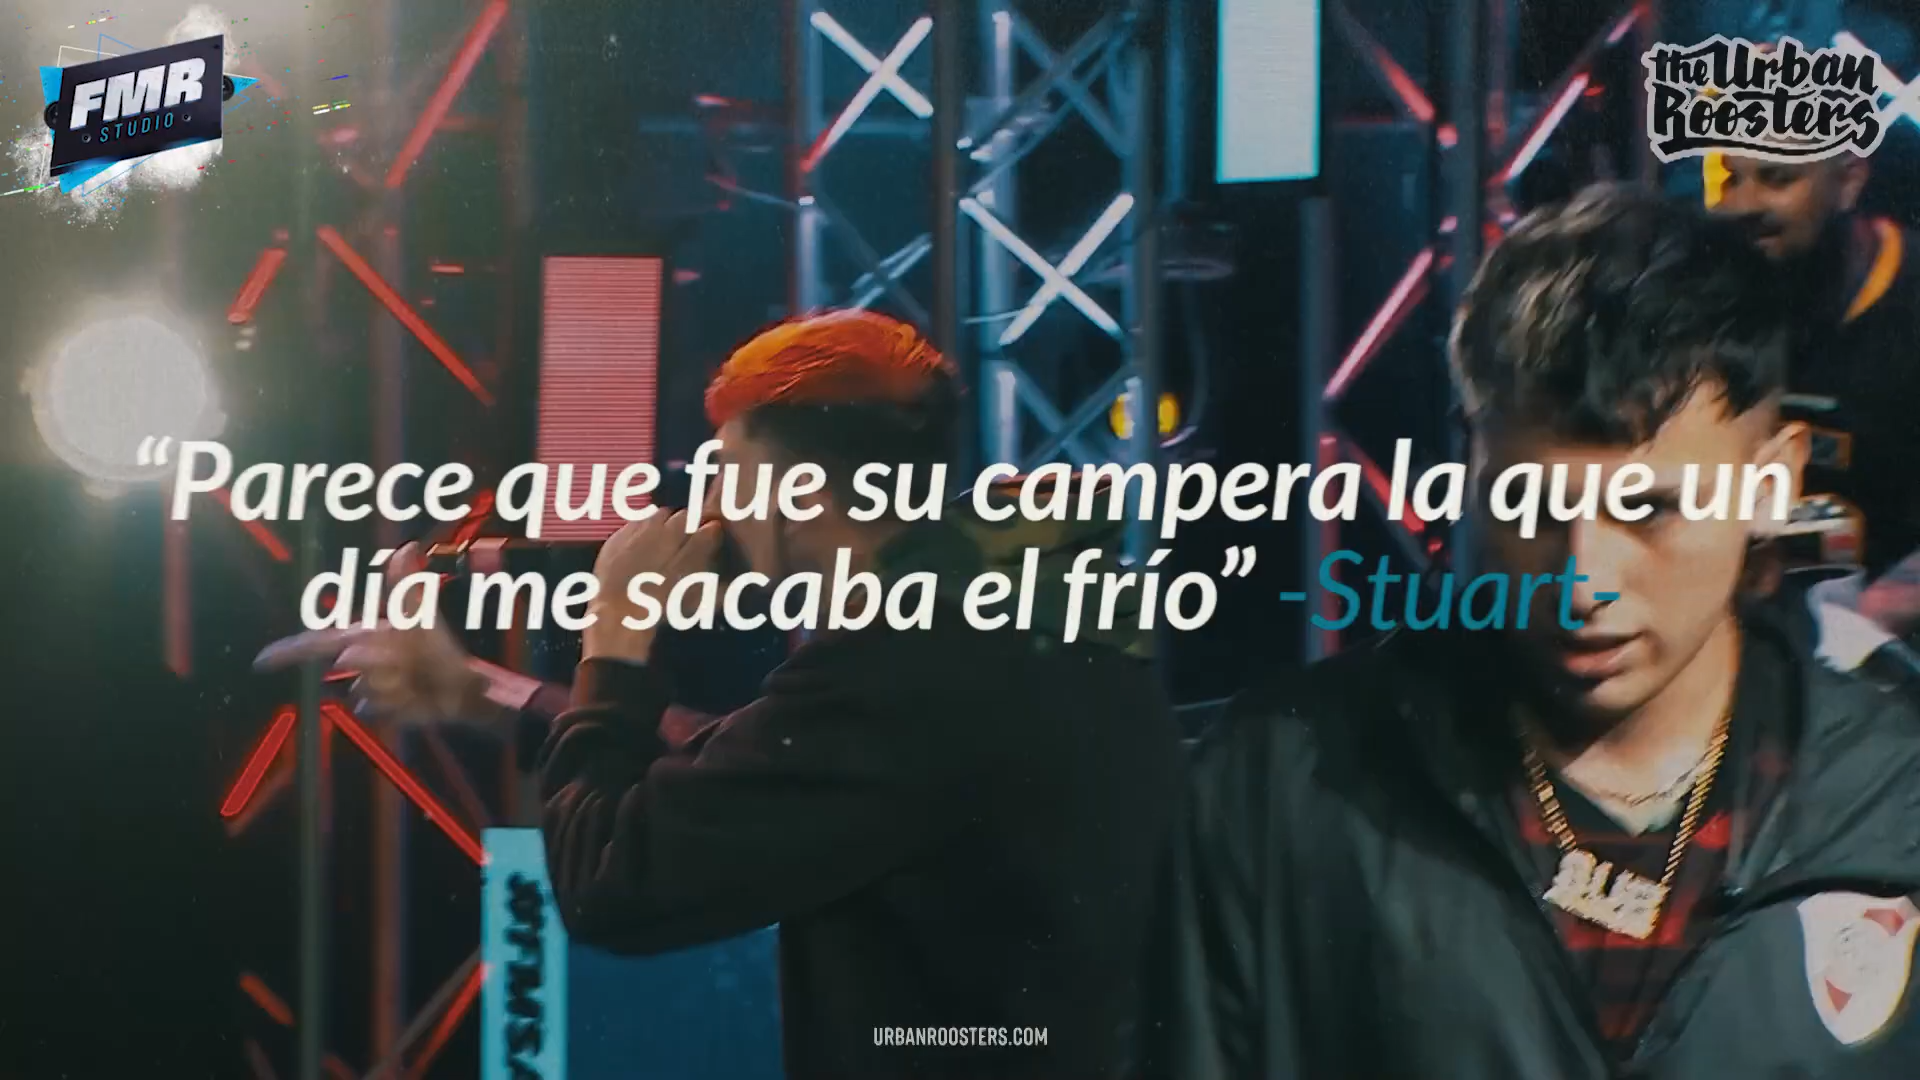 FMR
STUDIO
the Urban
Roosters
“Parece que fue su campera la que un
día me sacaba el frío” -Stuart-
URBANROOSTERS.COM